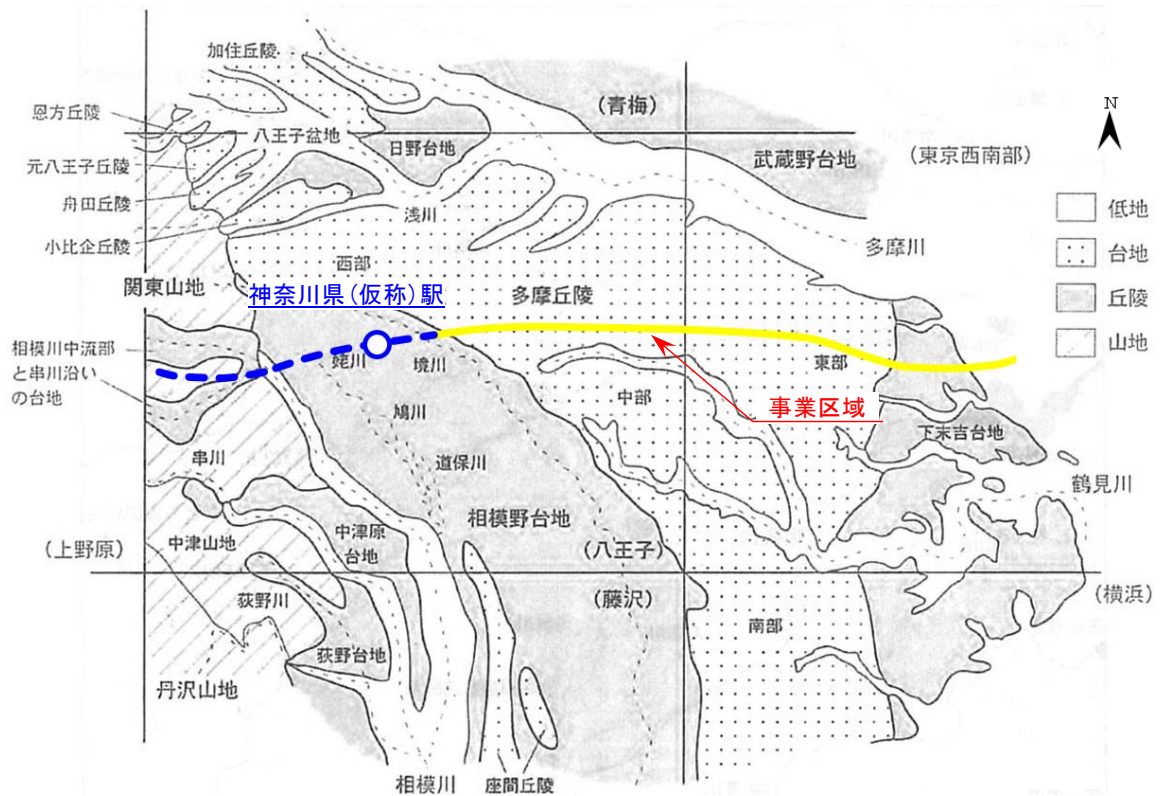 加住丘陵
恩方丘陵
(青梅)
N
八王子盆地
日野台地
武蔵野台地
(東京西南部)
元八王子丘陵
舟田丘陵
浅川
低地
小比企丘陵
多摩川
台地
西部
関東山地
神奈川県(仮称)駅
多摩丘陵
丘陵
相模川中流部
と串川沿い
の台地
山地
姥川
境川
東部
中部
事業区域
鳩川
下末吉台地
道保川
串川
鶴見川
相模野台地
中津原
台地
中津山地
(上野原)
(八王子)
荻野川
(藤沢)
(横浜)
南部
荻野台地
丹沢山地
相模川
座間丘陵